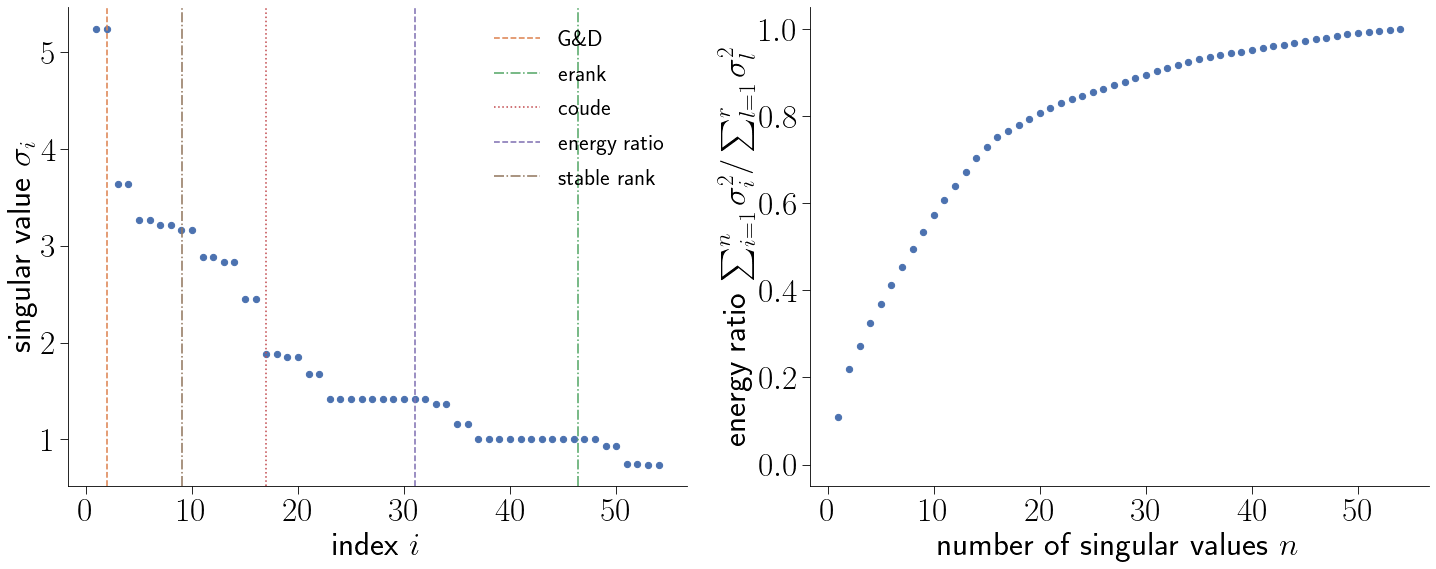 singular value σ_i
5
4
3
2
1
0 10 20 30 40 50
index i
G&D
erank
coude
energy ratio
stable rank
energy ratio ∑_{i=1}^{n} σ_i^2 / ∑_{l=1}^{r} σ_l^2
1.0
0.8
0.6
0.4
0.2
0.0
0 10 20 30 40 50
number of singular values n